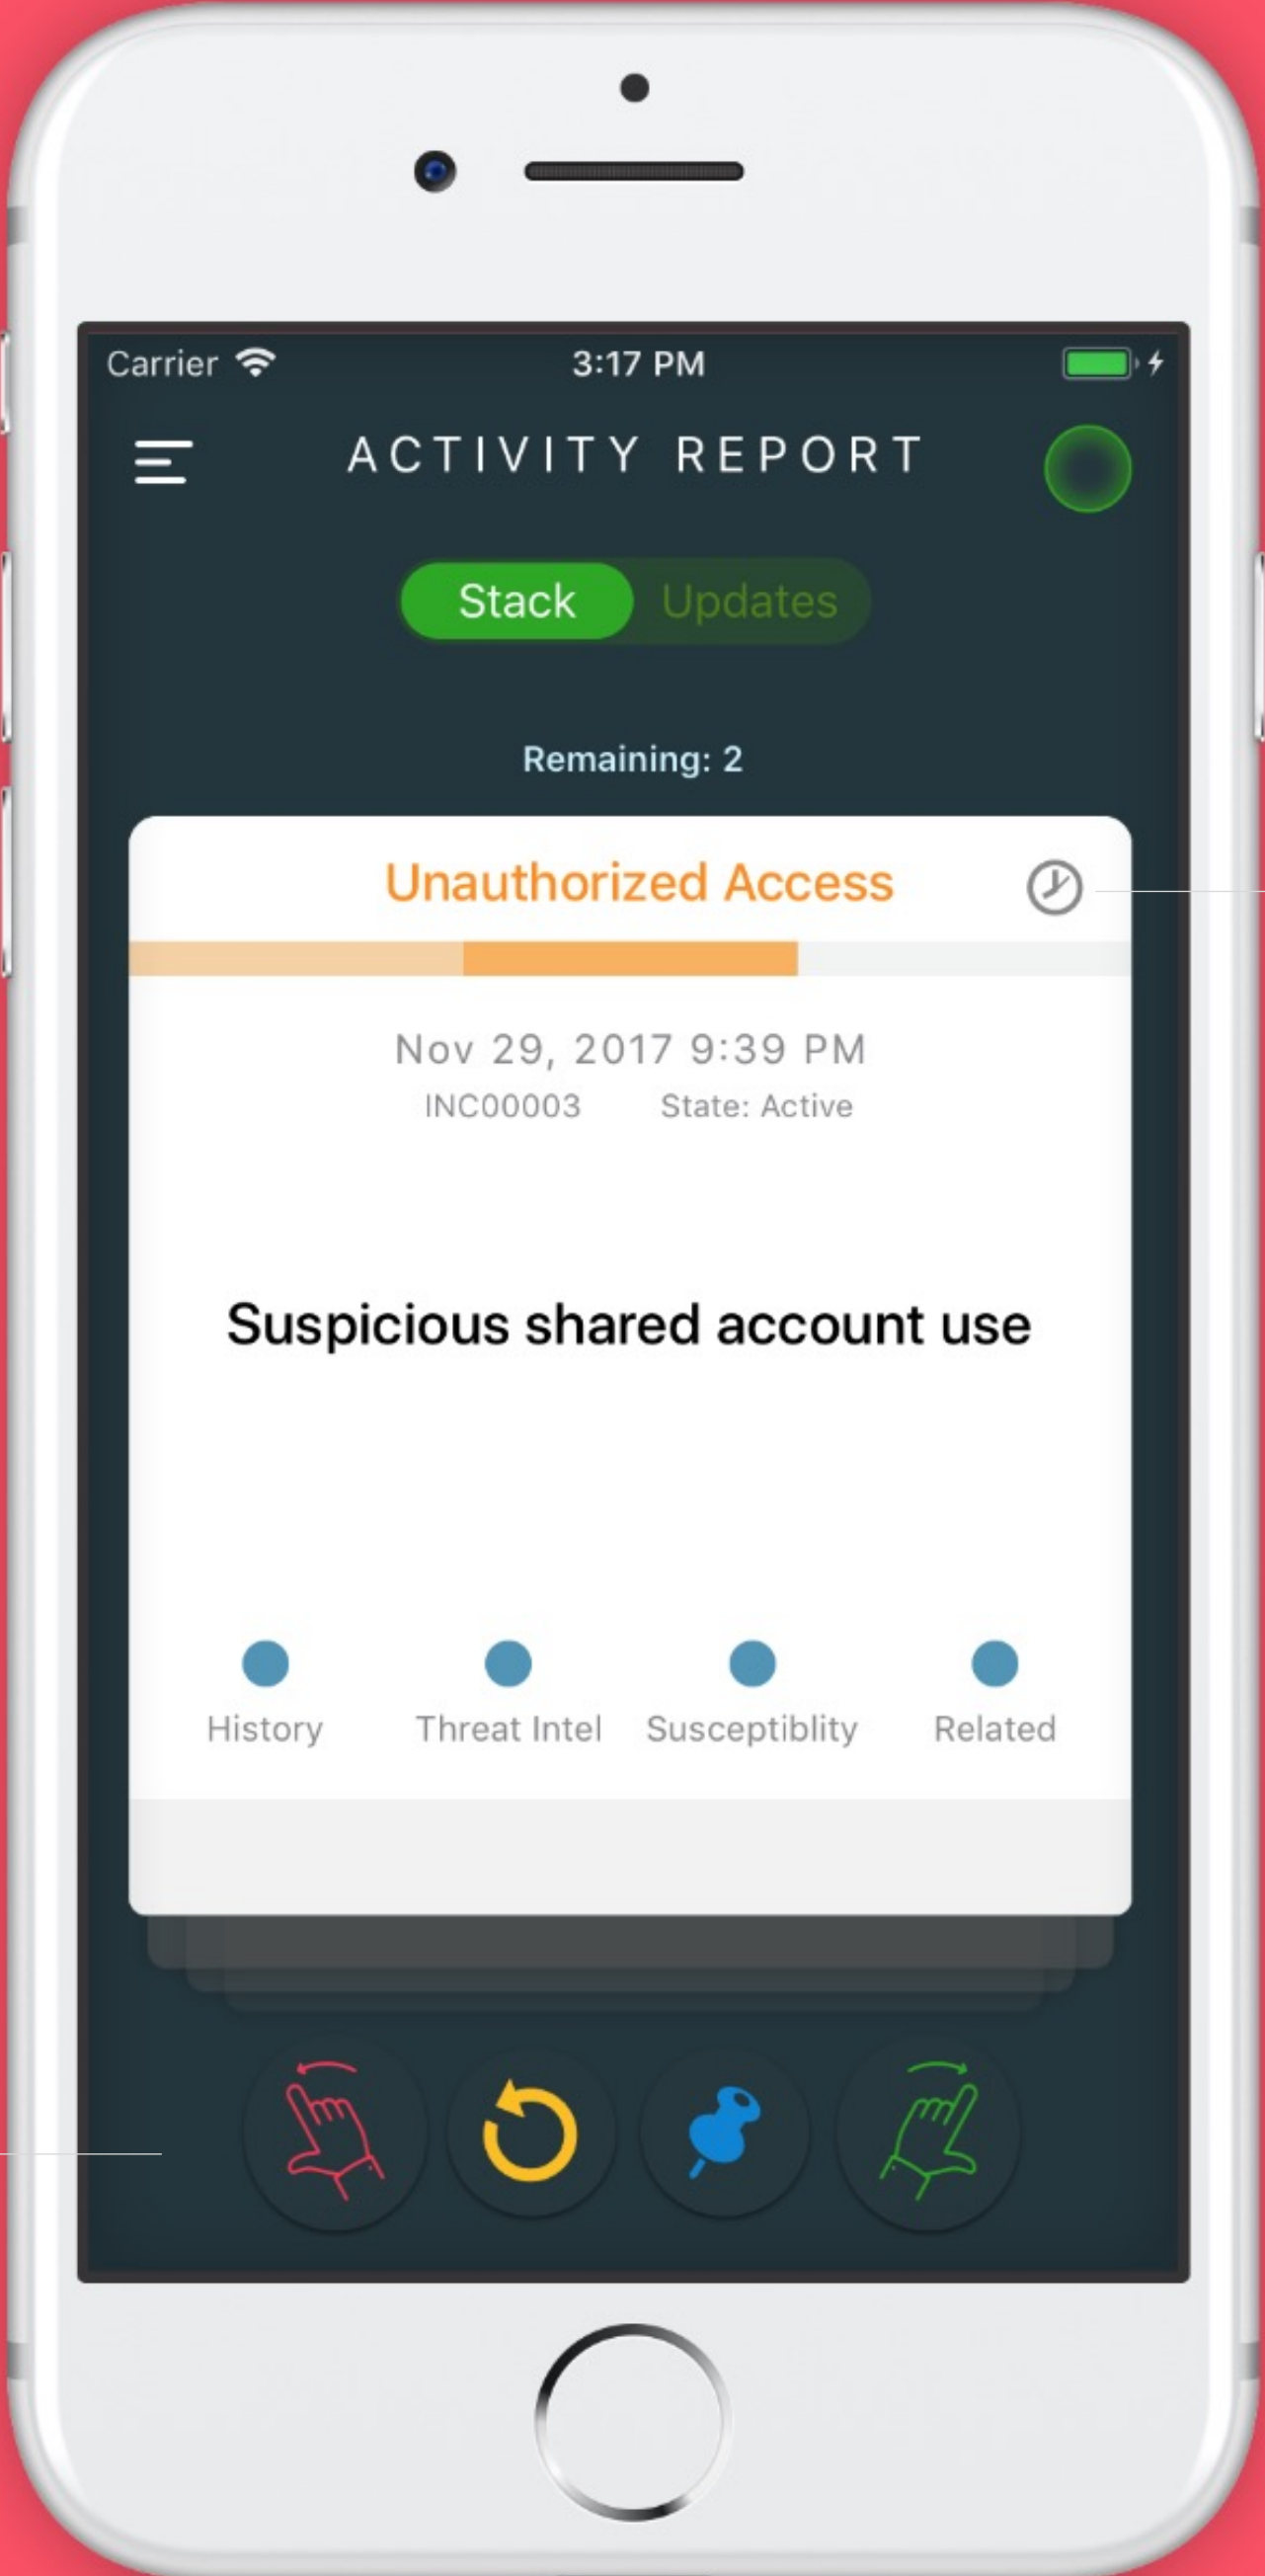 Carrier 3:17 PM
ACTIVITY REPORT
Stack Updates
Remaining: 2
Unauthorized Access
Nov 29, 2017 9:39 PM
INC00003 State: Active
Suspicious shared account use
History Threat Intel Susceptiblity Related